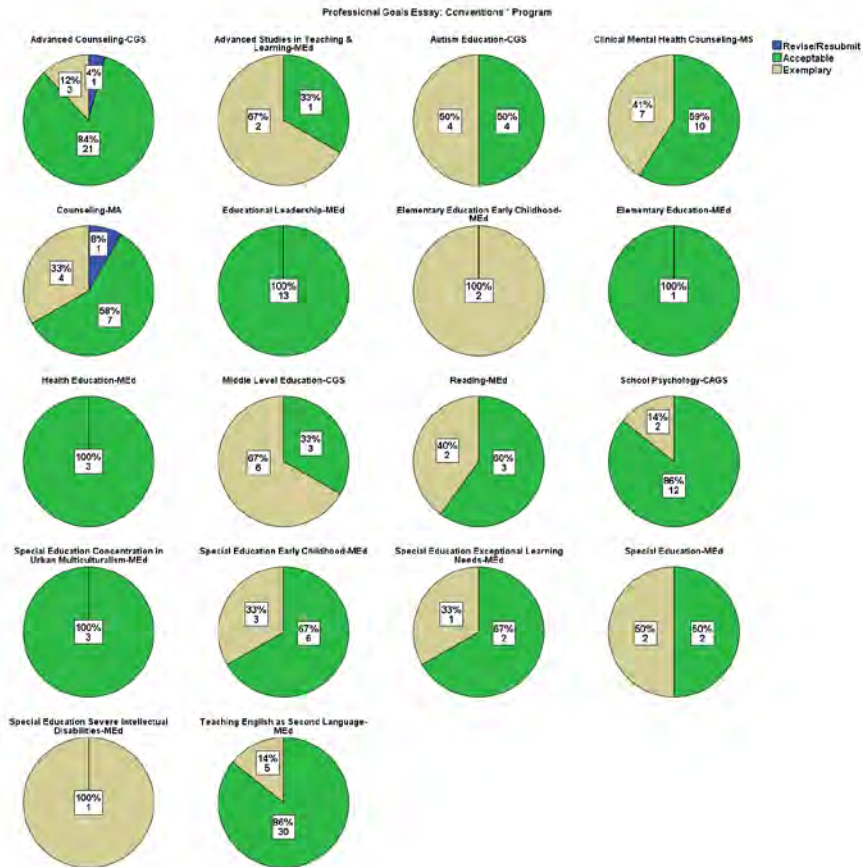 Professional Goals Essay: Conventions * Program
Advanced Counseling-CGS
12%
3
4%
1
84%
21
Advanced Studies in Teaching &
Learning-MEd
67%
2
33%
1
Autism Education-CGS
50%
4
50%
4
Clinical Mental Health Counseling-MS
41%
7
59%
10
Revise/Resubmit
Acceptable
Exemplary
Counseling-MA
8%
1
33%
4
58%
7
Educational Leadership-MEd
100%
13
Elementary Education Early Childhood-
MEd
100%
2
Elementary Education-MEd
100%
1
Health Education-MEd
100%
3
Middle Level Education-CGS
67%
6
33%
3
Reading-MEd
40%
2
60%
3
School Psychology-CAGS
14%
2
86%
12
Special Education Concentration in
Urban Multiculturalism-MEd
100%
3
Special Education Early Childhood-MEd
33%
3
67%
6
Special Education Exceptional Learning
Needs-MEd
33%
1
67%
2
Special Education-MEd
50%
2
50%
2
Special Education Severe Intellectual
Disabilities-MEd
100%
1
Teaching English as Second Language-
MEd
14%
5
86%
30